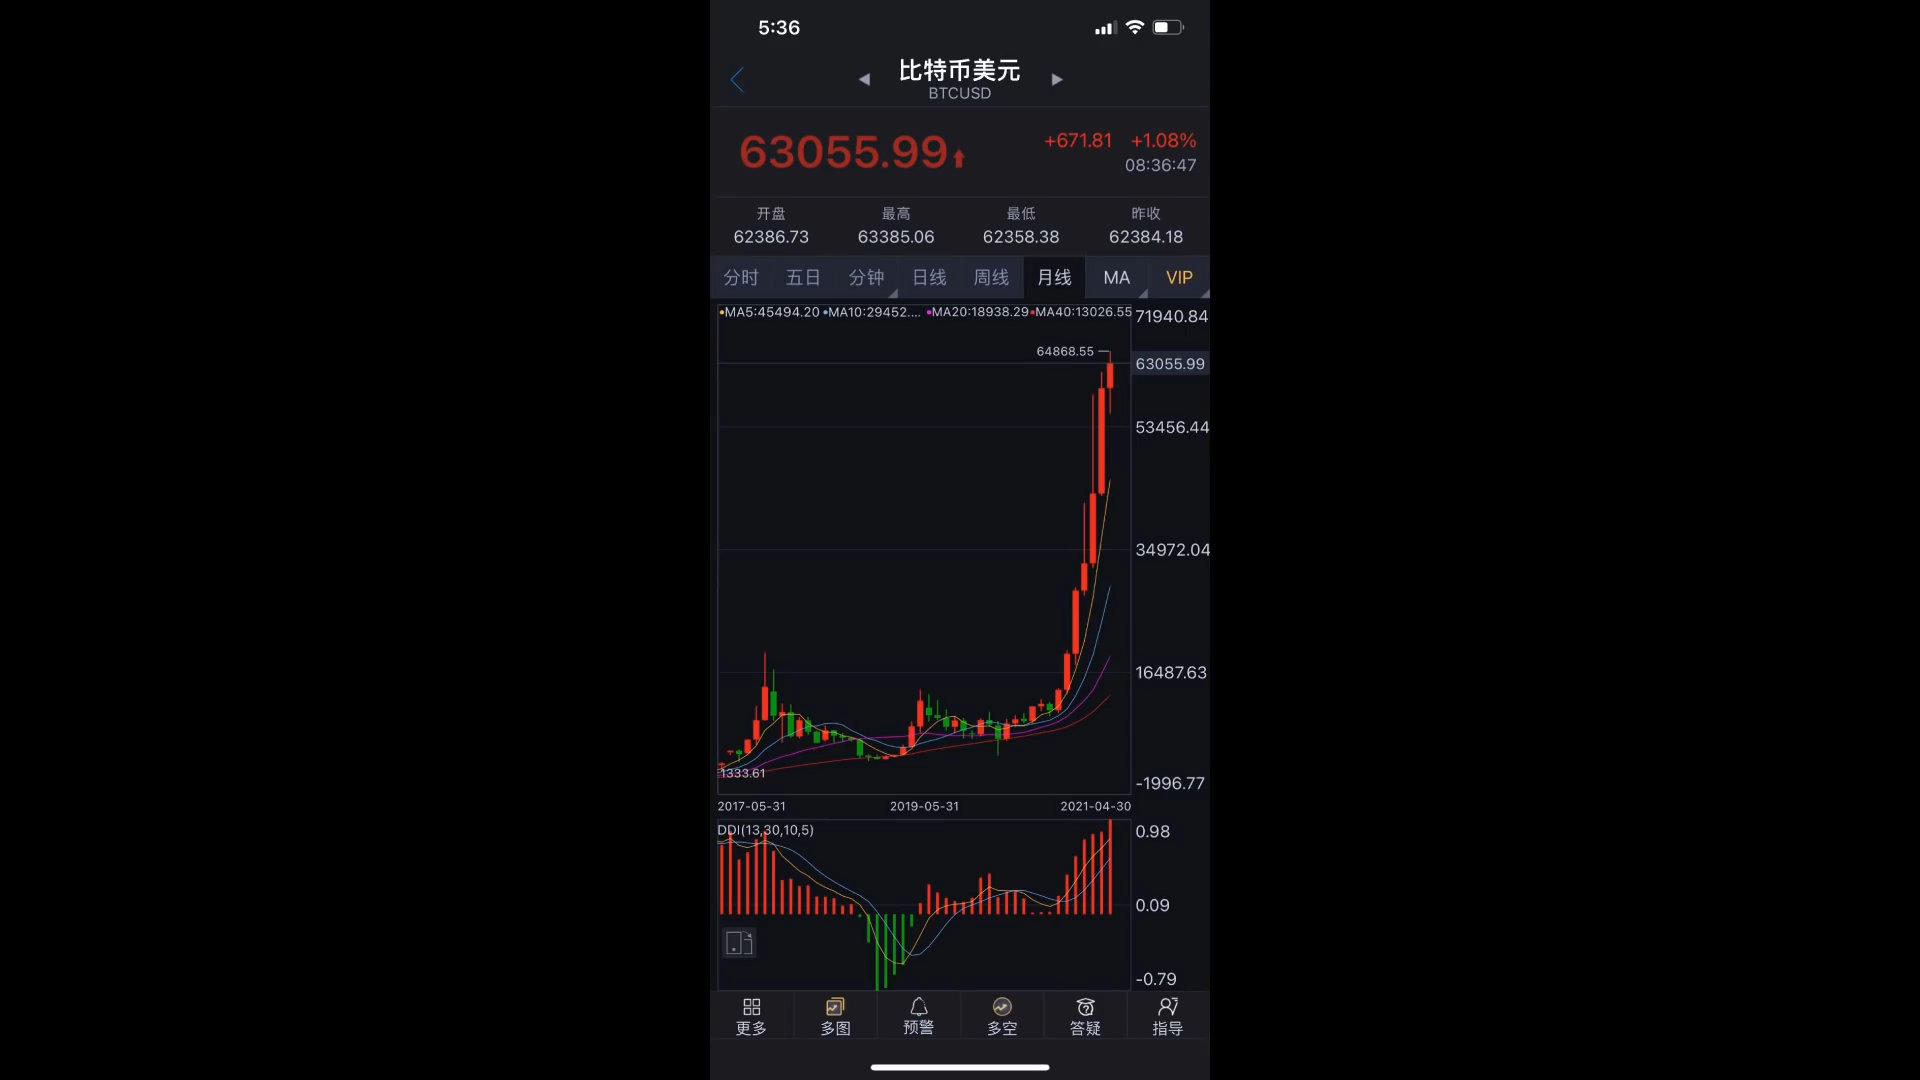 5:36
比特币美元
BTCUSD
63055.99
+671.81 +1.08%
08:36:47
开盘 最高 最低 昨收
62386.73 63385.06 62358.38 62384.18
分时 五日 分钟 日线 周线 月线 MA VIP
MA5:45494.20 MA10:29452.... MA20:18938.29 MA40:13026.55
71940.84
64868.55
63055.99
53456.44
34972.04
16487.63
1333.61
-1996.77
2017-05-31 2019-05-31 2021-04-30
DDI(13,30,10,5)
0.98
0.09
-0.79
更多 多图 预警 多空 答疑 指导